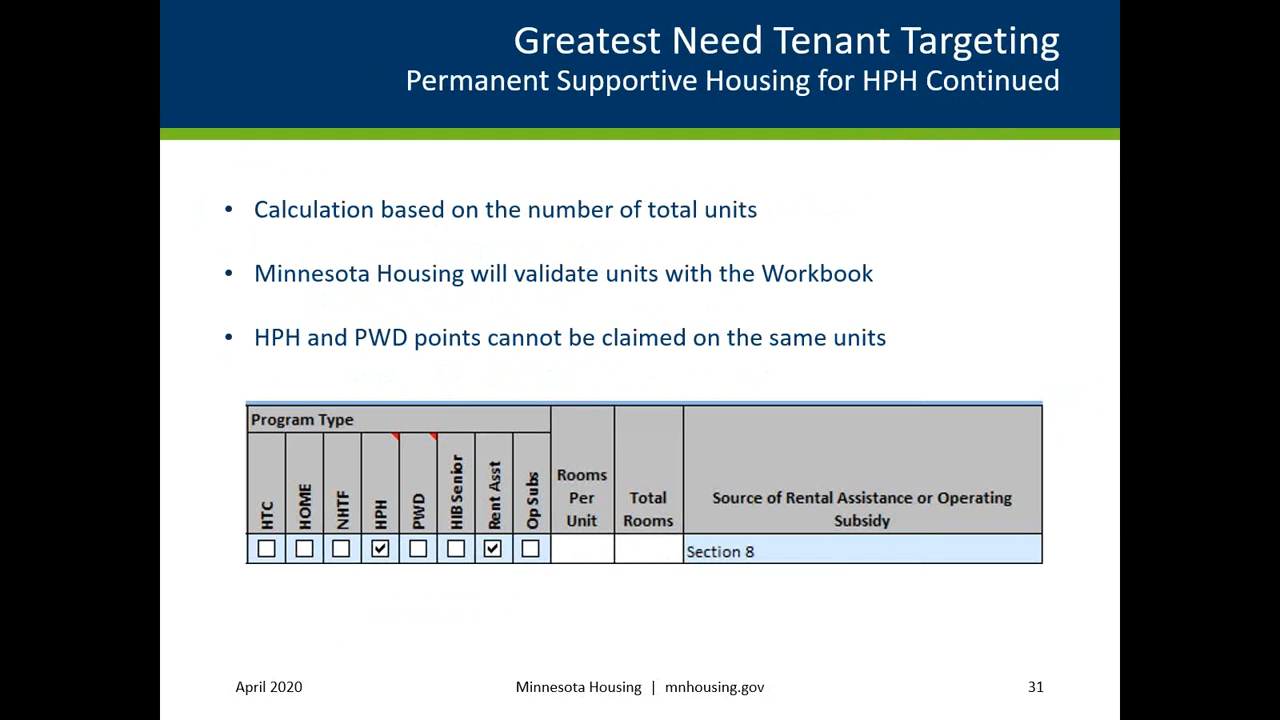 Greatest Need Tenant Targeting
Permanent Supportive Housing for HPH Continued
• Calculation based on the number of total units
• Minnesota Housing will validate units with the Workbook
• HPH and PWD points cannot be claimed on the same units
Program Type
HTC
HOME
NHTF
HPH
PWD
HIB Senior
Rent Asst
Op Subs
Rooms
Per
Unit
Total
Rooms
Source of Rental Assistance or Operating
Subsidy
Section 8
April 2020
Minnesota Housing | mnhousing.gov
31